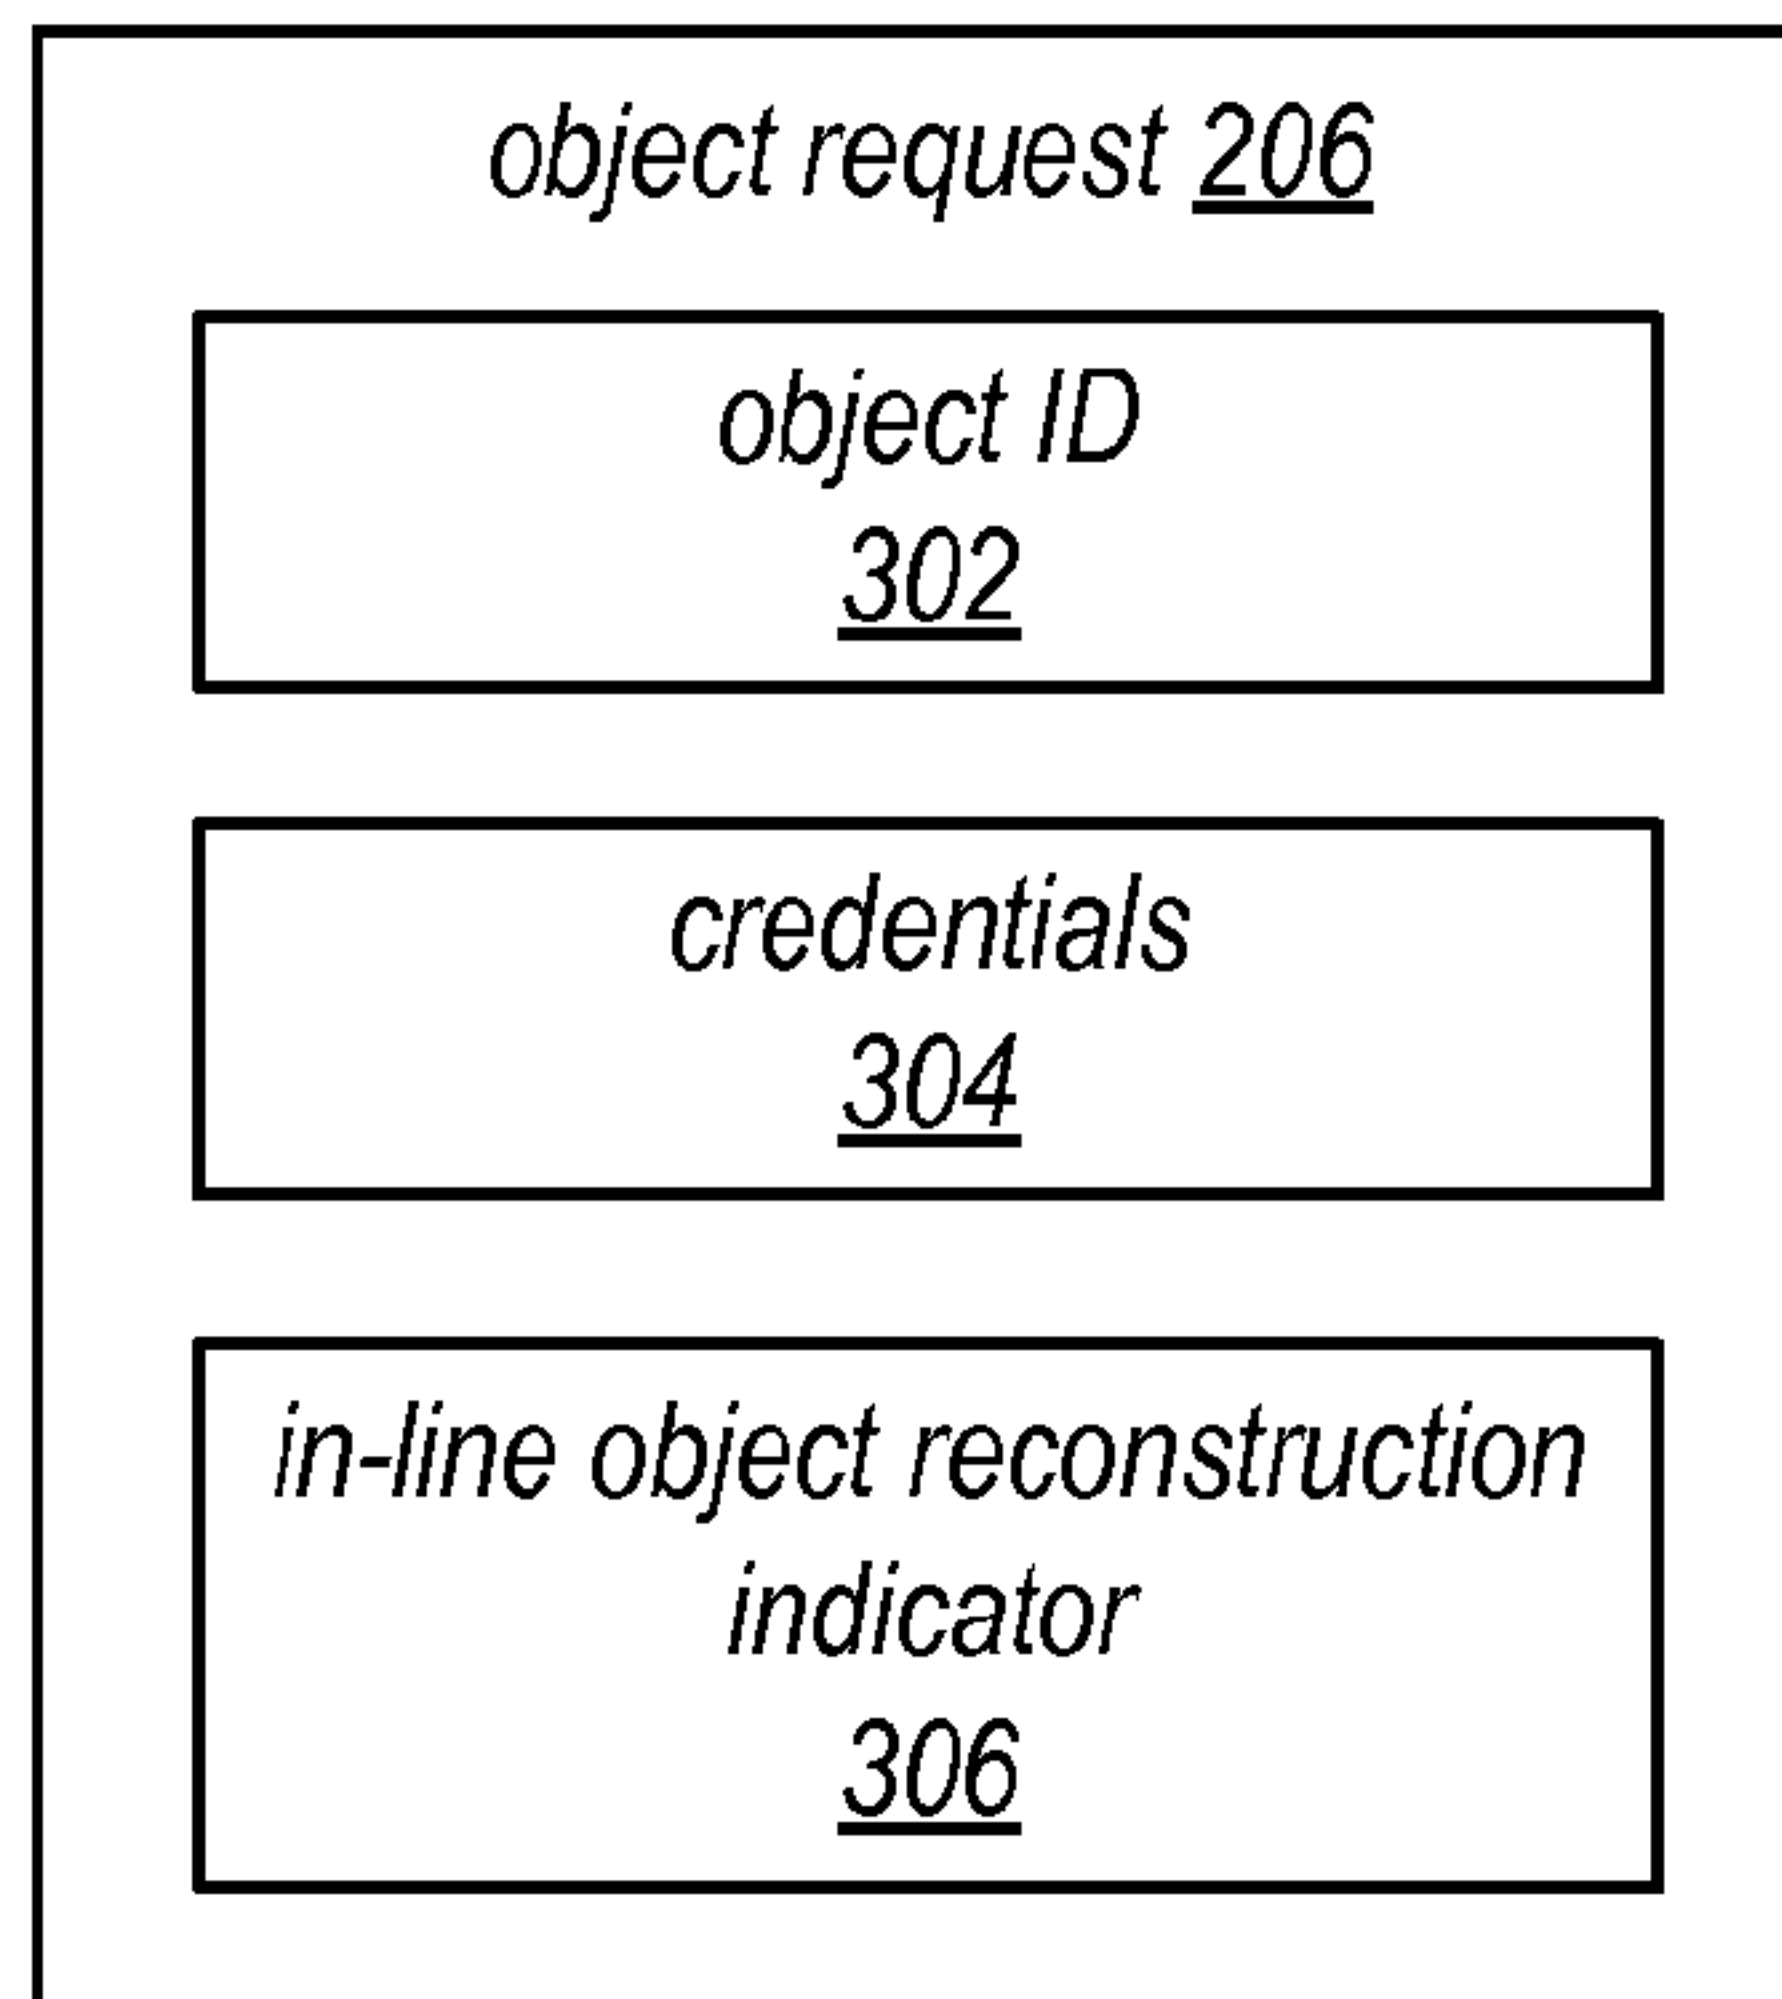 object request 206
object ID
302
credentials
304
in-line object reconstruction
indicator
306